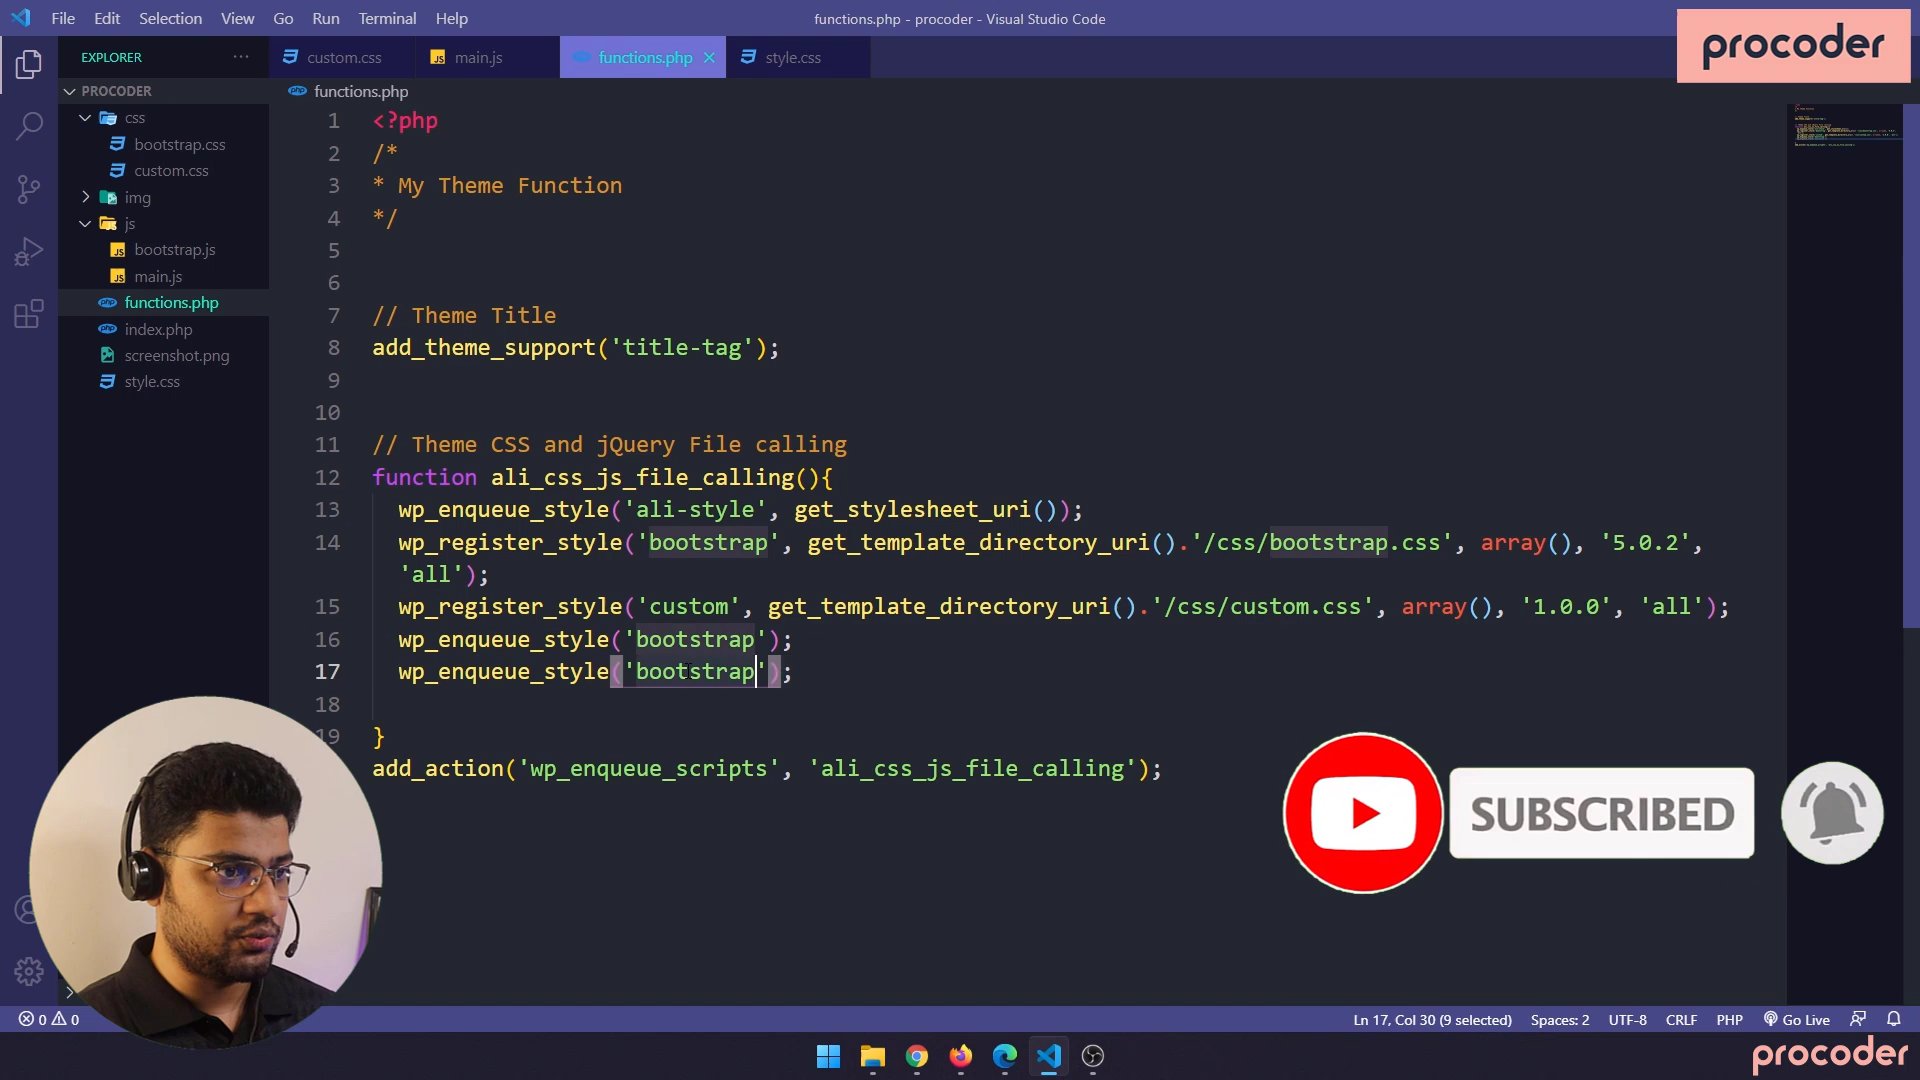 File Edit Selection View Go Run Terminal Help
functions.php - procoder - Visual Studio Code
procoder
EXPLORER
custom.css
main.js
functions.php
style.css
PROCODER
css
bootstrap.css
custom.css
img
js
bootstrap.js
main.js
functions.php
index.php
screenshot.png
style.css
functions.php
1 <?php
2 /*
3 * My Theme Function
4 */
5
6
7 // Theme Title
8 add_theme_support('title-tag');
9
10
11 // Theme CSS and jQuery File calling
12 function ali_css_js_file_calling(){
13 wp_enqueue_style('ali-style', get_stylesheet_uri());
14 wp_register_style('bootstrap', get_template_directory_uri().'/css/bootstrap.css', array(), '5.0.2',
'all');
15 wp_register_style('custom', get_template_directory_uri().'/css/custom.css', array(), '1.0.0', 'all');
16 wp_enqueue_style('bootstrap');
17 wp_enqueue_style('bootstrap');
18
19 }
add_action('wp_enqueue_scripts', 'ali_css_js_file_calling');
SUBSCRIBED
0 0
Ln 17, Col 30 (9 selected) Spaces: 2 UTF-8 CRLF PHP Go Live
procoder